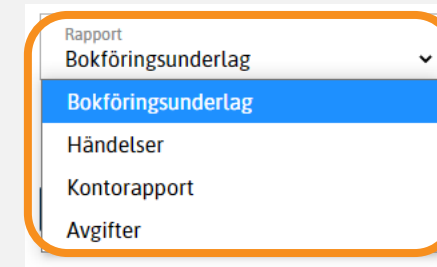 Rapport
Bokföringsunderlag
Bokföringsunderlag
Händelser
Kontorapport
Avgifter